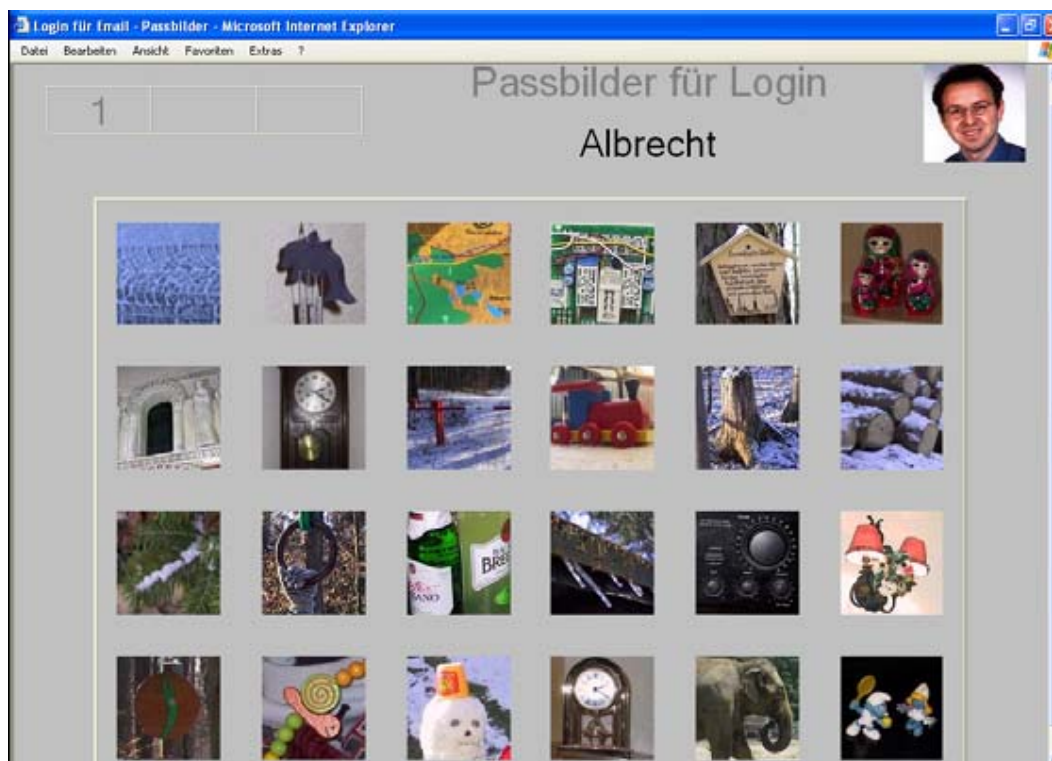 Login für Email - Passbilder - Microsoft Internet Explorer
Datei Bearbeiten Ansicht Favoriten Extras ?
Passbilder für Login
1
Albrecht